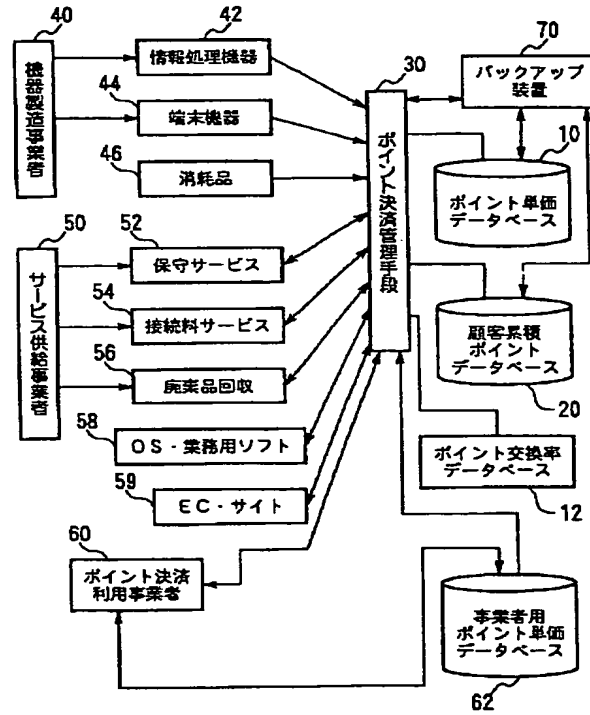 40
機器製造事業者
42
情報処理機器
44
端末機器
46
消耗品
50
サービス供給事業者
52
保守サービス
54
接続料サービス
56
廃棄品回収
58
OS・業務用ソフト
59
EC・サイト
60
ポイント決済
利用事業者
30
ポイント決済管理手段
70
バックアップ
装置
10
ポイント単価
データベース
顧客累積
ポイント
データベース
20
ポイント交換率
データベース
12
事業者用
ポイント単価
データベース
62